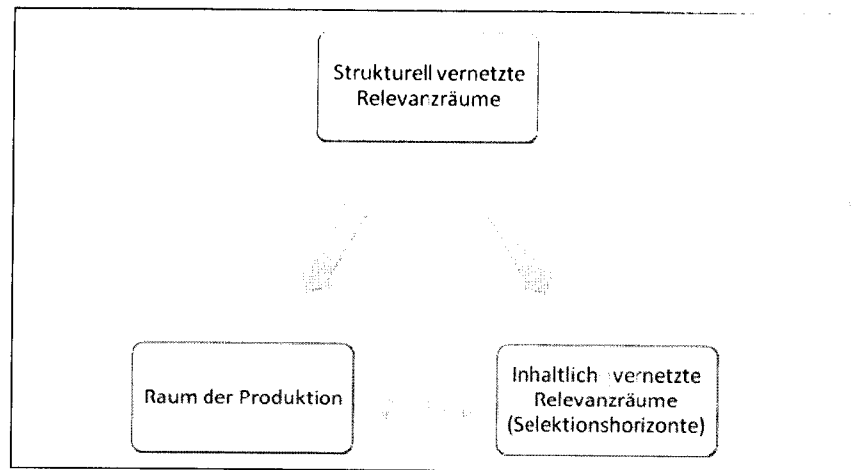 Strukturell vernetzte
Relevanzräume
Raum der Produktion
Inhaltlich vernetzte
Relevanzräume
(Selektionshorizonte)